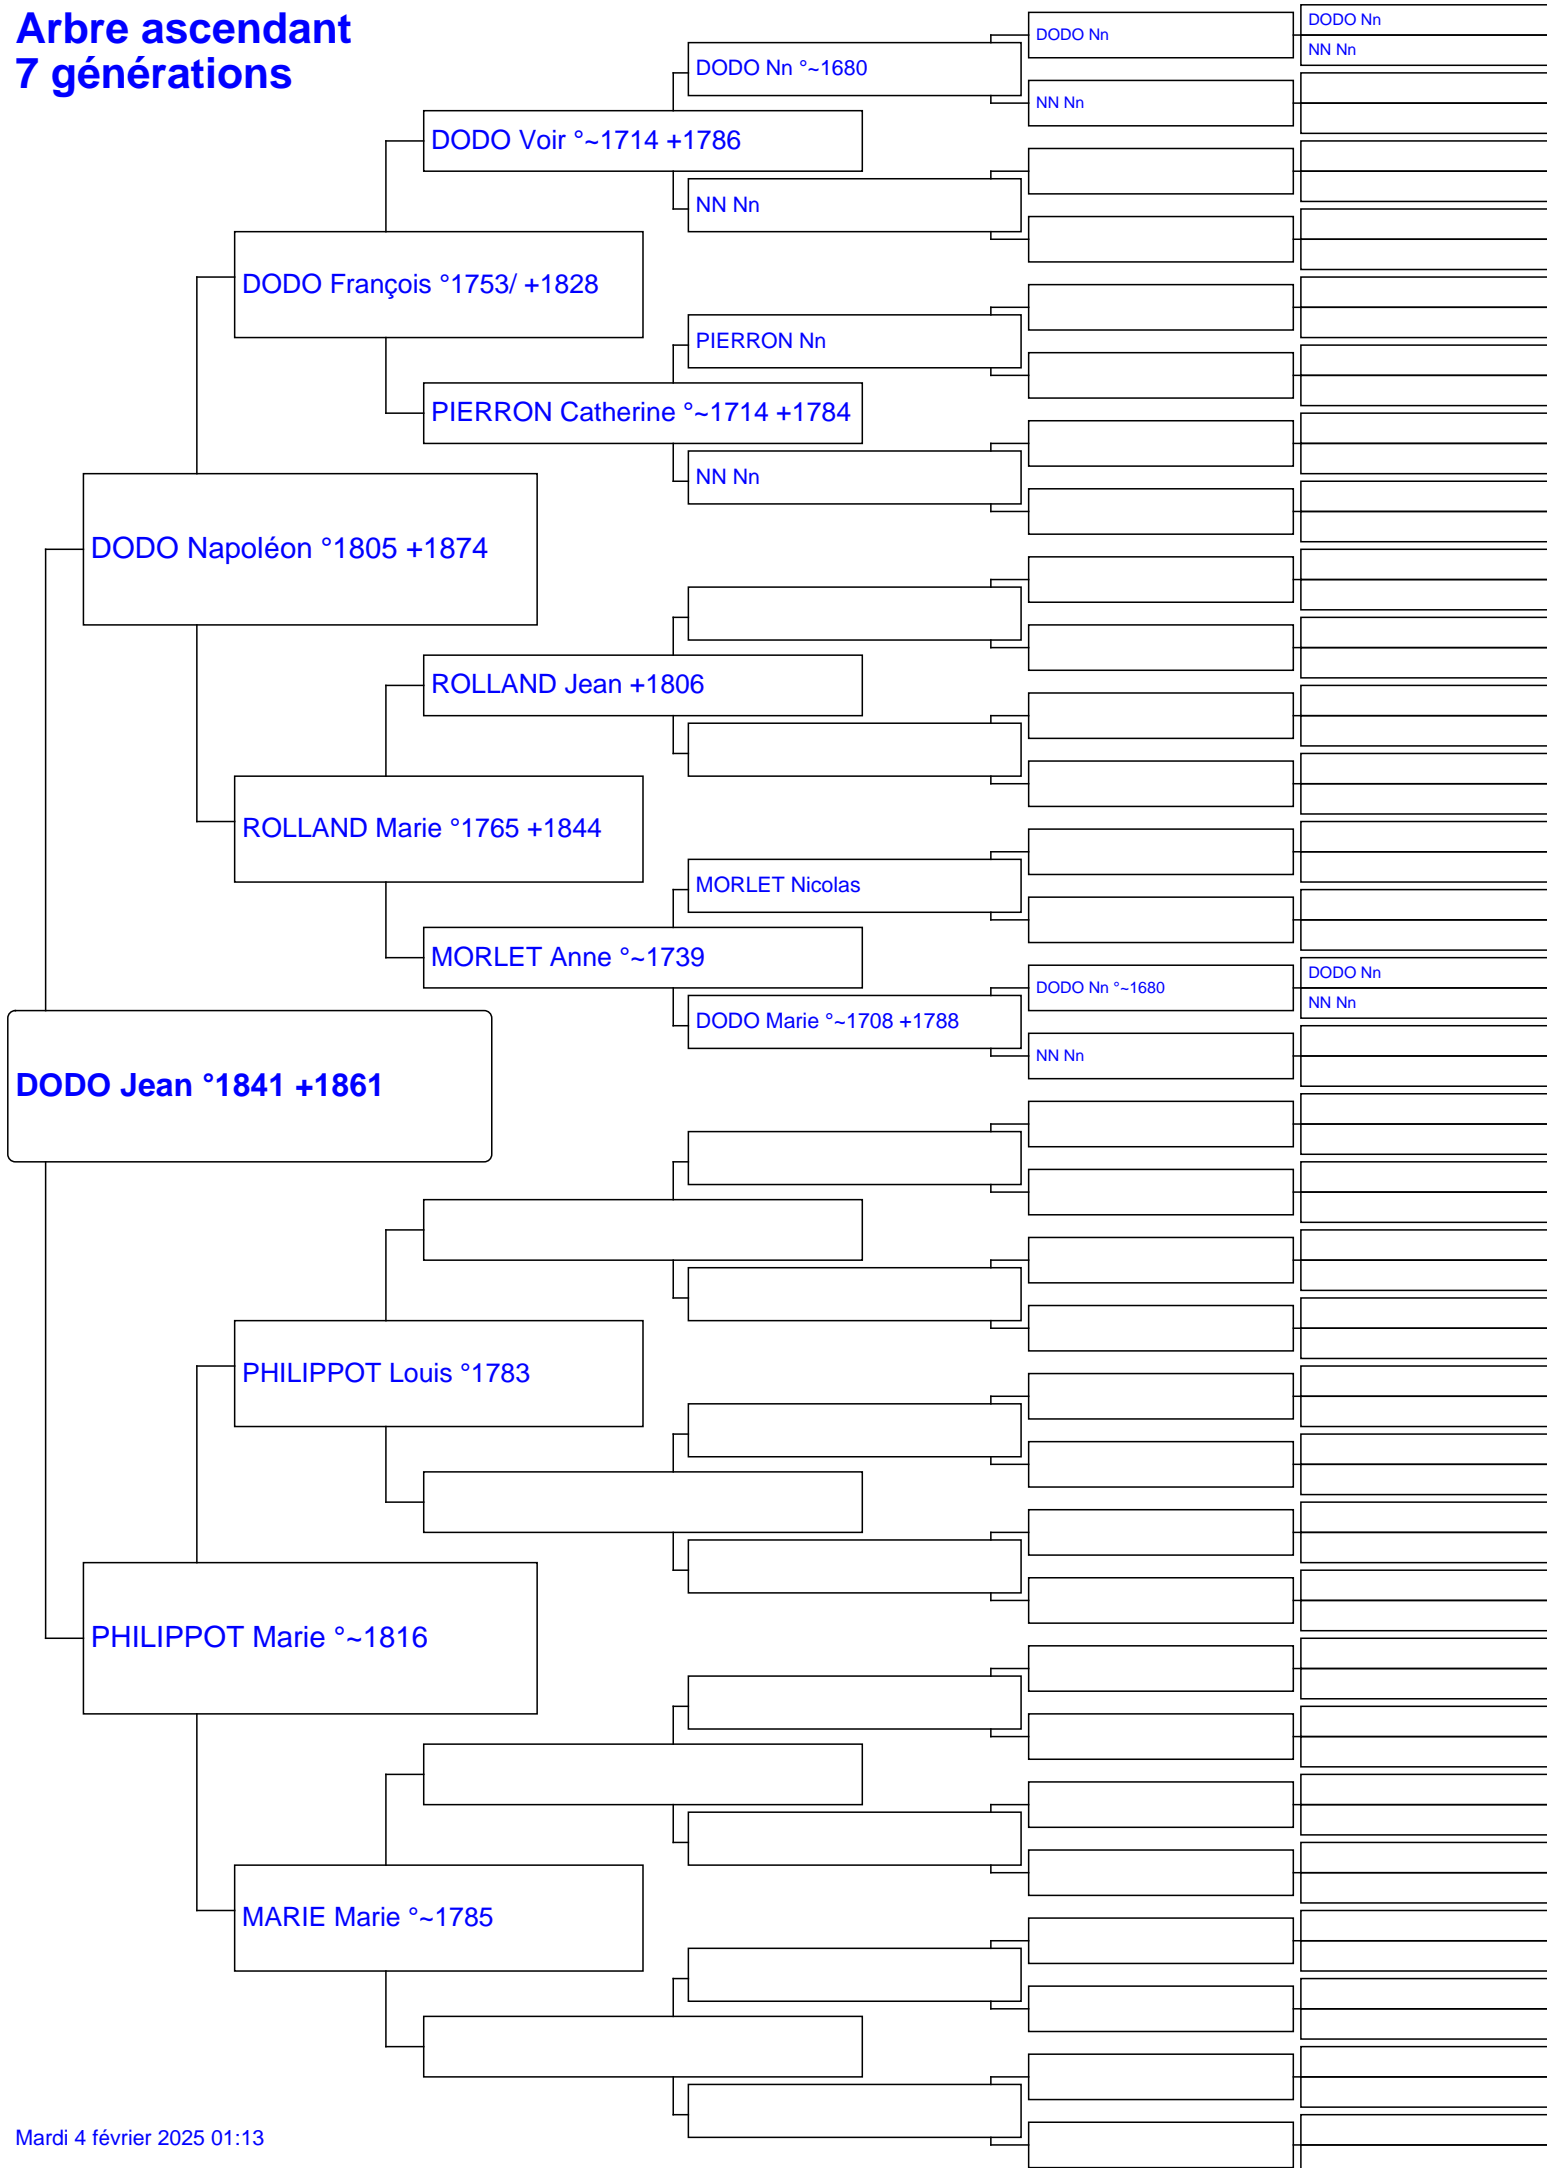 Arbre ascendant
7 générations
DODO Nn
NN Nn
DODO Nn
NN Nn
DODO Nn °~1680
DODO Voir °~1714 +1786
NN Nn
DODO François °1753/ +1828
PIERRON Nn
PIERRON Catherine °~1714 +1784
NN Nn
DODO Napoléon °1805 +1874
ROLLAND Jean +1806
ROLLAND Marie °1765 +1844
MORLET Nicolas
MORLET Anne °~1739
DODO Nn
NN Nn
DODO Nn °~1680
DODO Marie °~1708 +1788
NN Nn
DODO Jean °1841 +1861
PHILIPPOT Louis °1783
PHILIPPOT Marie °~1816
MARIE Marie °~1785
Mardi 4 février 2025 01:13